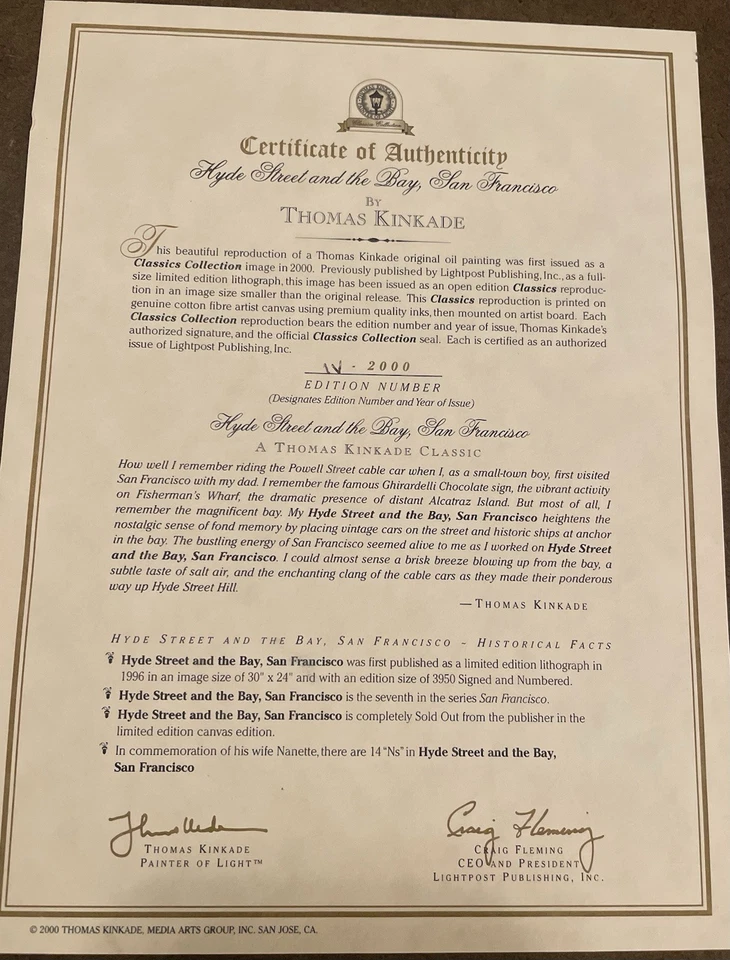 Certificate of Authenticity
Hyde Street and the Bay, San Francisco
BY
THOMAS KINKADE
This beautiful reproduction of a Thomas Kinkade original oil painting was first issued as a
Classics Collection image in 2000. Previously published by Lightpost Publishing, Inc., as a full-
size limited edition lithograph, this image has been issued as an open edition Classics reproduc-
tion in an image size smaller than the original release. This Classics reproduction is printed on
genuine cotton fibre artist canvas using premium quality inks, then mounted on artist board. Each
Classics Collection reproduction bears the edition number and year of issue, Thomas Kinkade's
authorized signature, and the official Classics Collection seal. Each is certified as an authorized
issue of Lightpost Publishing, Inc.
- 2000
EDITION NUMBER
(Designates Edition Number and Year of Issue)
Hyde Street and the Bay, San Francisco
A THOMAS KINKADE CLASSIC
How well I remember riding the Powell Street cable car when I, as a small-town boy, first visited
San Francisco with my dad. I remember the famous Ghirardelli Chocolate sign, the vibrant activity
on Fisherman's Wharf, the dramatic presence of distant Alcatraz Island. But most of all, I
remember the magnificent bay. My Hyde Street and the Bay, San Francisco heightens the
nostalgic sense of fond memory by placing vintage cars on the street and historic ships at anchor
in the bay. The bustling energy of San Francisco seemed alive to me as I worked on Hyde Street
and the Bay, San Francisco. I could almost sense a brisk breeze blowing up from the bay, a
subtle taste of salt air, and the enchanting clang of the cable cars as they made their ponderous
way up Hyde Street Hill.
—THOMAS KINKADE
HYDE STREET AND THE BAY, SAN FRANCISCO ~ HISTORICAL FACTS
Hyde Street and the Bay, San Francisco was first published as a limited edition lithograph in
1996 in an image size of 30" x 24" and with an edition size of 3950 Signed and Numbered.
Hyde Street and the Bay, San Francisco is the seventh in the series San Francisco.
Hyde Street and the Bay, San Francisco is completely Sold Out from the publisher in the
limited edition canvas edition.
In commemoration of his wife Nanette, there are 14 "Ns" in Hyde Street and the Bay,
San Francisco
Craig Fleming
THOMAS KINKADE
PAINTER OF LIGHT™
CRAIG FLEMING
CEO AND PRESIDENT
LIGHTPOST PUBLISHING, INC.
© 2000 THOMAS KINKADE, MEDIA ARTS GROUP, INC. SAN JOSE, CA.